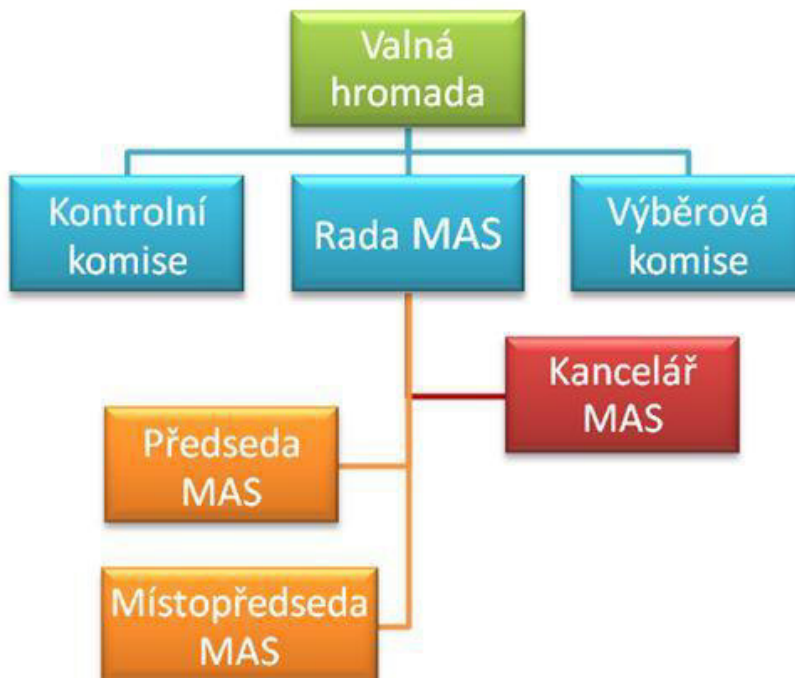 Valná
hromada
Kontrolní
komise
Rada MAS
Výběrová
komise
Kancelář
MAS
Předseda
MAS
Místopředseda
MAS